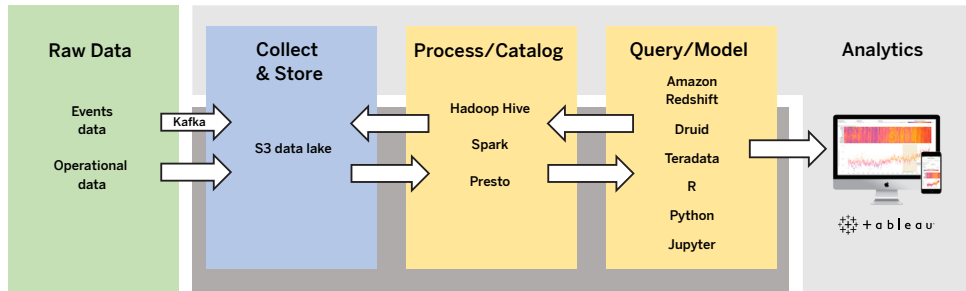 Raw Data
Events
data
Operational
data
Kafka
Collect
& Store
S3 data lake
Process/Catalog
Hadoop Hive
Spark
Presto
Query/Model
Amazon
Redshift
Druid
Teradata
R
Python
Jupyter
Analytics
+ a b l e a u